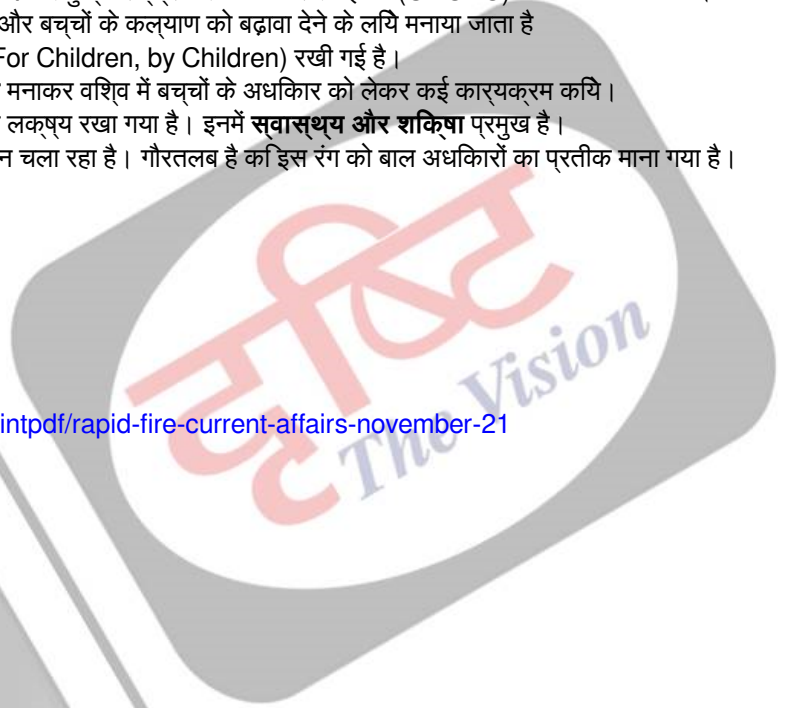 और बच्चों के कल्याण को बढ़ावा देने के लिये मनाया जाता है
For Children, by Children) रखी गई है।
मनाकर विश्व में बच्चों के अधिकार को लेकर कई कार्यक्रम किये।
लक्ष्य रखा गया है। इनमें स्वास्थ्य और शिक्षा प्रमुख है।
न चला रहा है। गौरतलब है कि इस रंग को बाल अधिकारों का प्रतीक माना गया है।
दृष्टि
The Vision
intpdf/rapid-fire-current-affairs-november-21